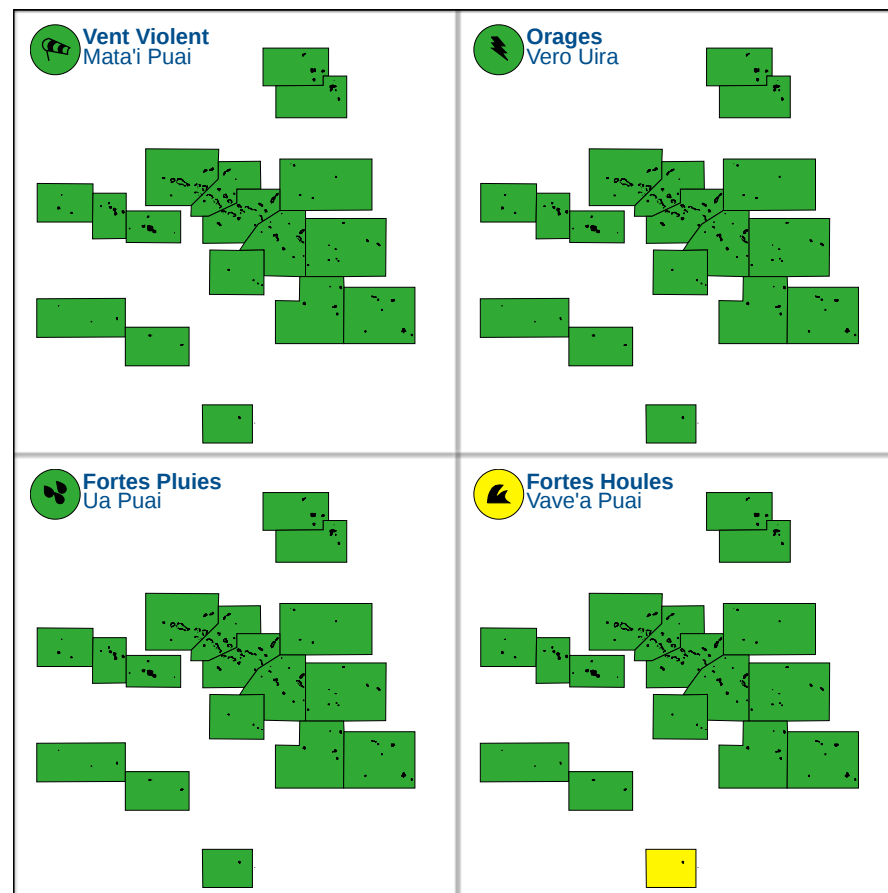 Vent Violent
Mata'i Puai
Orages
Vero Uira
Fortes Pluies
Ua Puai
Fortes Houles
Vave'a Puai